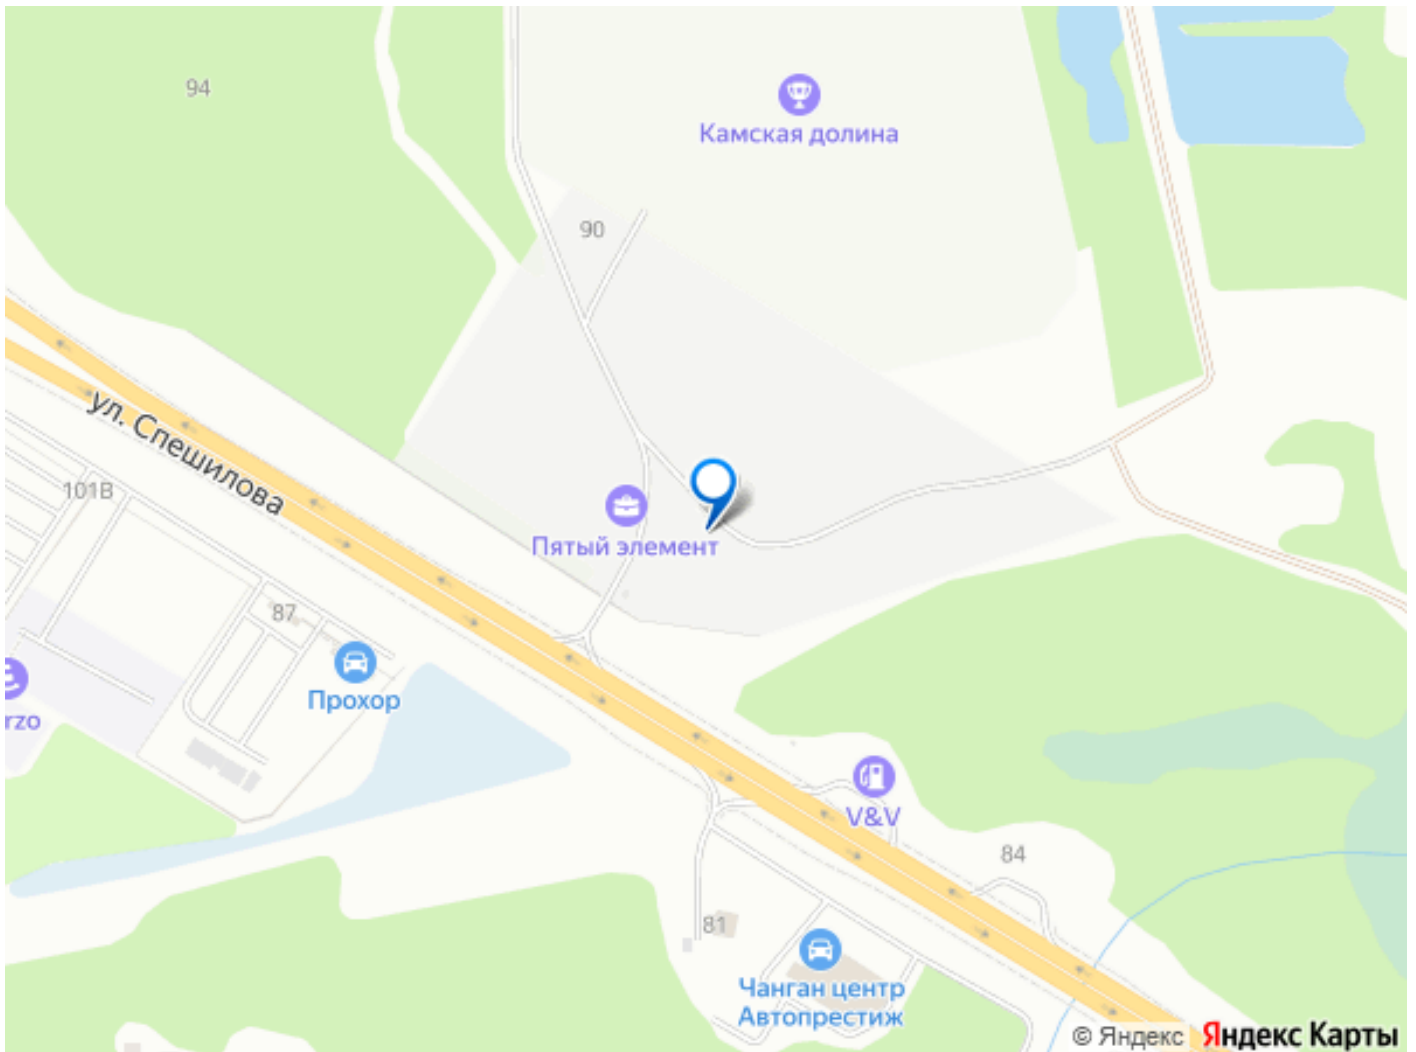 94
Камская долина
90
ул. Спешилова
101В
Пятый элемент
87
Прохор
rzo
V&V
84
81
Чанган центр
Автопрестиж
© Яндекс Яндекс Карты